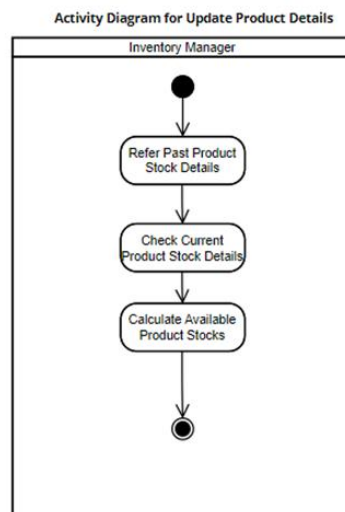 Activity Diagram for Update Product Details
Inventory Manager
Refer Past Product
Stock Details
Check Current
Product Stock Details
Calculate Available
Product Stocks